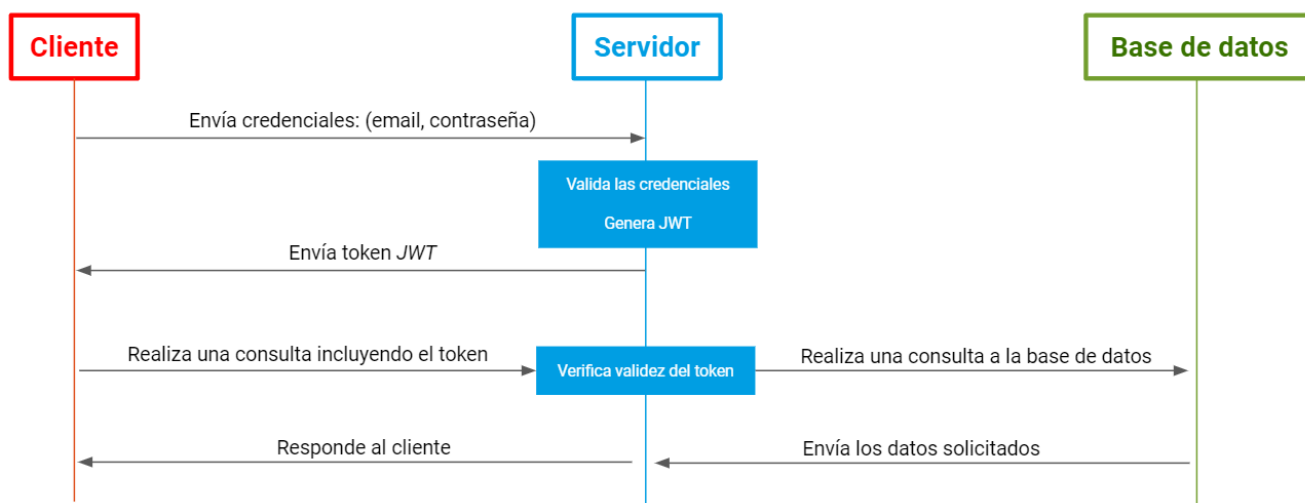 Cliente
Servidor
Base de datos
Envía credenciales: (email, contraseña)
Valida las credenciales
Genera JWT
Envía token JWT
Realiza una consulta incluyendo el token
Verifica validez del token
Realiza una consulta a la base de datos
Responde al cliente
Envía los datos solicitados